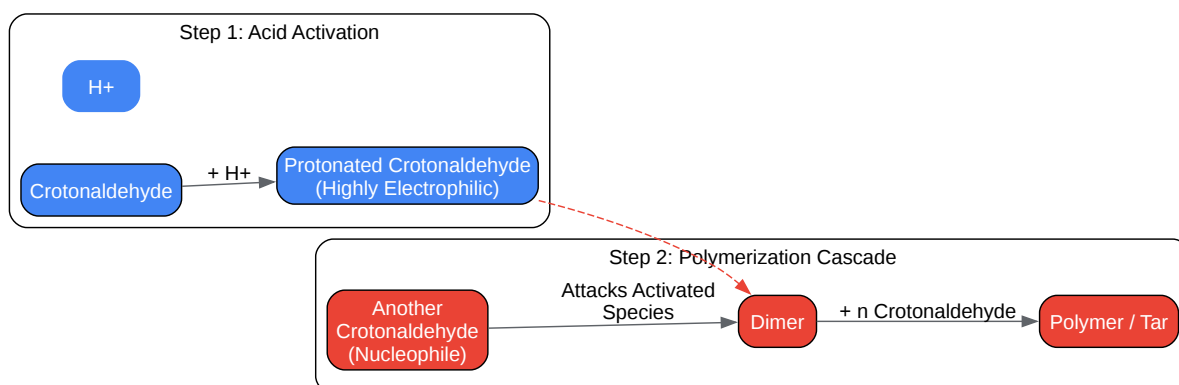 Step 1: Acid Activation
H+
Crotonaldehyde
+ H+
Protonated Crotonaldehyde
(Highly Electrophilic)
Step 2: Polymerization Cascade
Another
Crotonaldehyde
(Nucleophile)
Attacks Activated
Species
Dimer
+ n Crotonaldehyde
Polymer / Tar